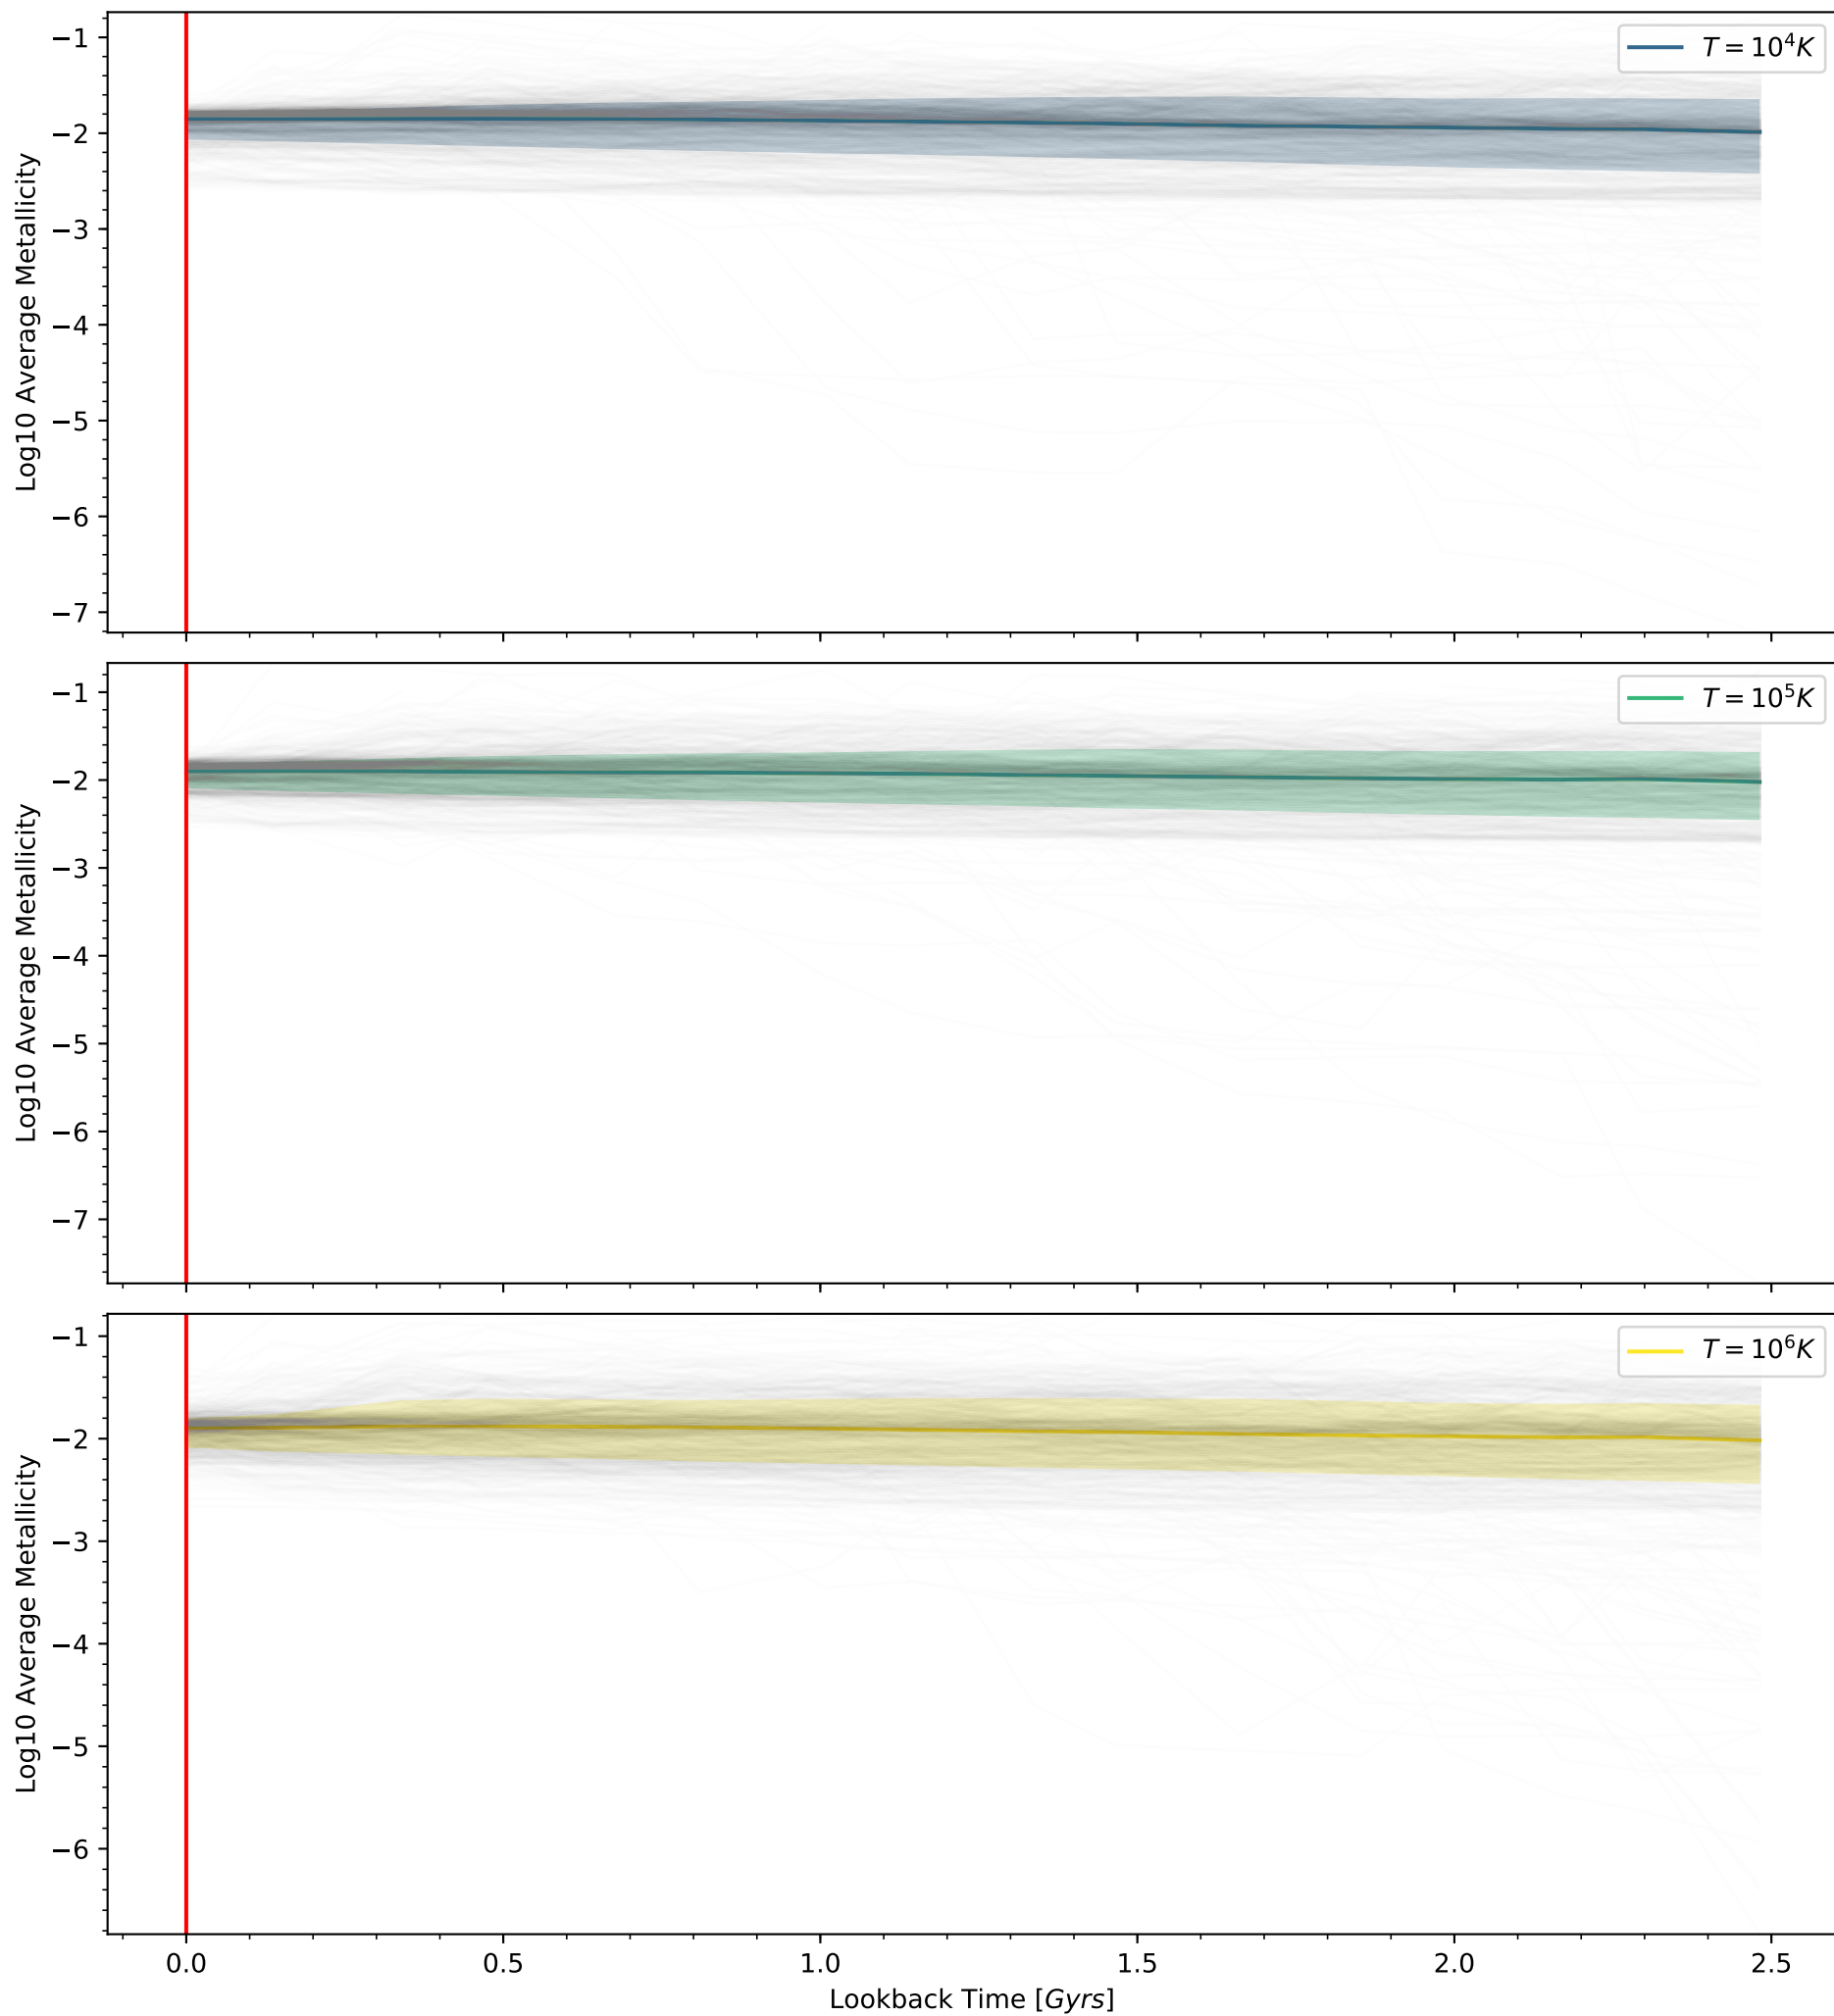 T = 10⁴K
−1
−2
−3
−4
−5
−6
−7
Log10 Average Metallicity
T = 10⁵K
−1
−2
−3
−4
−5
−6
−7
Log10 Average Metallicity
T = 10⁶K
−1
−2
−3
−4
−5
−6
Log10 Average Metallicity
0.0 0.5 1.0 1.5 2.0 2.5
Lookback Time [Gyrs]